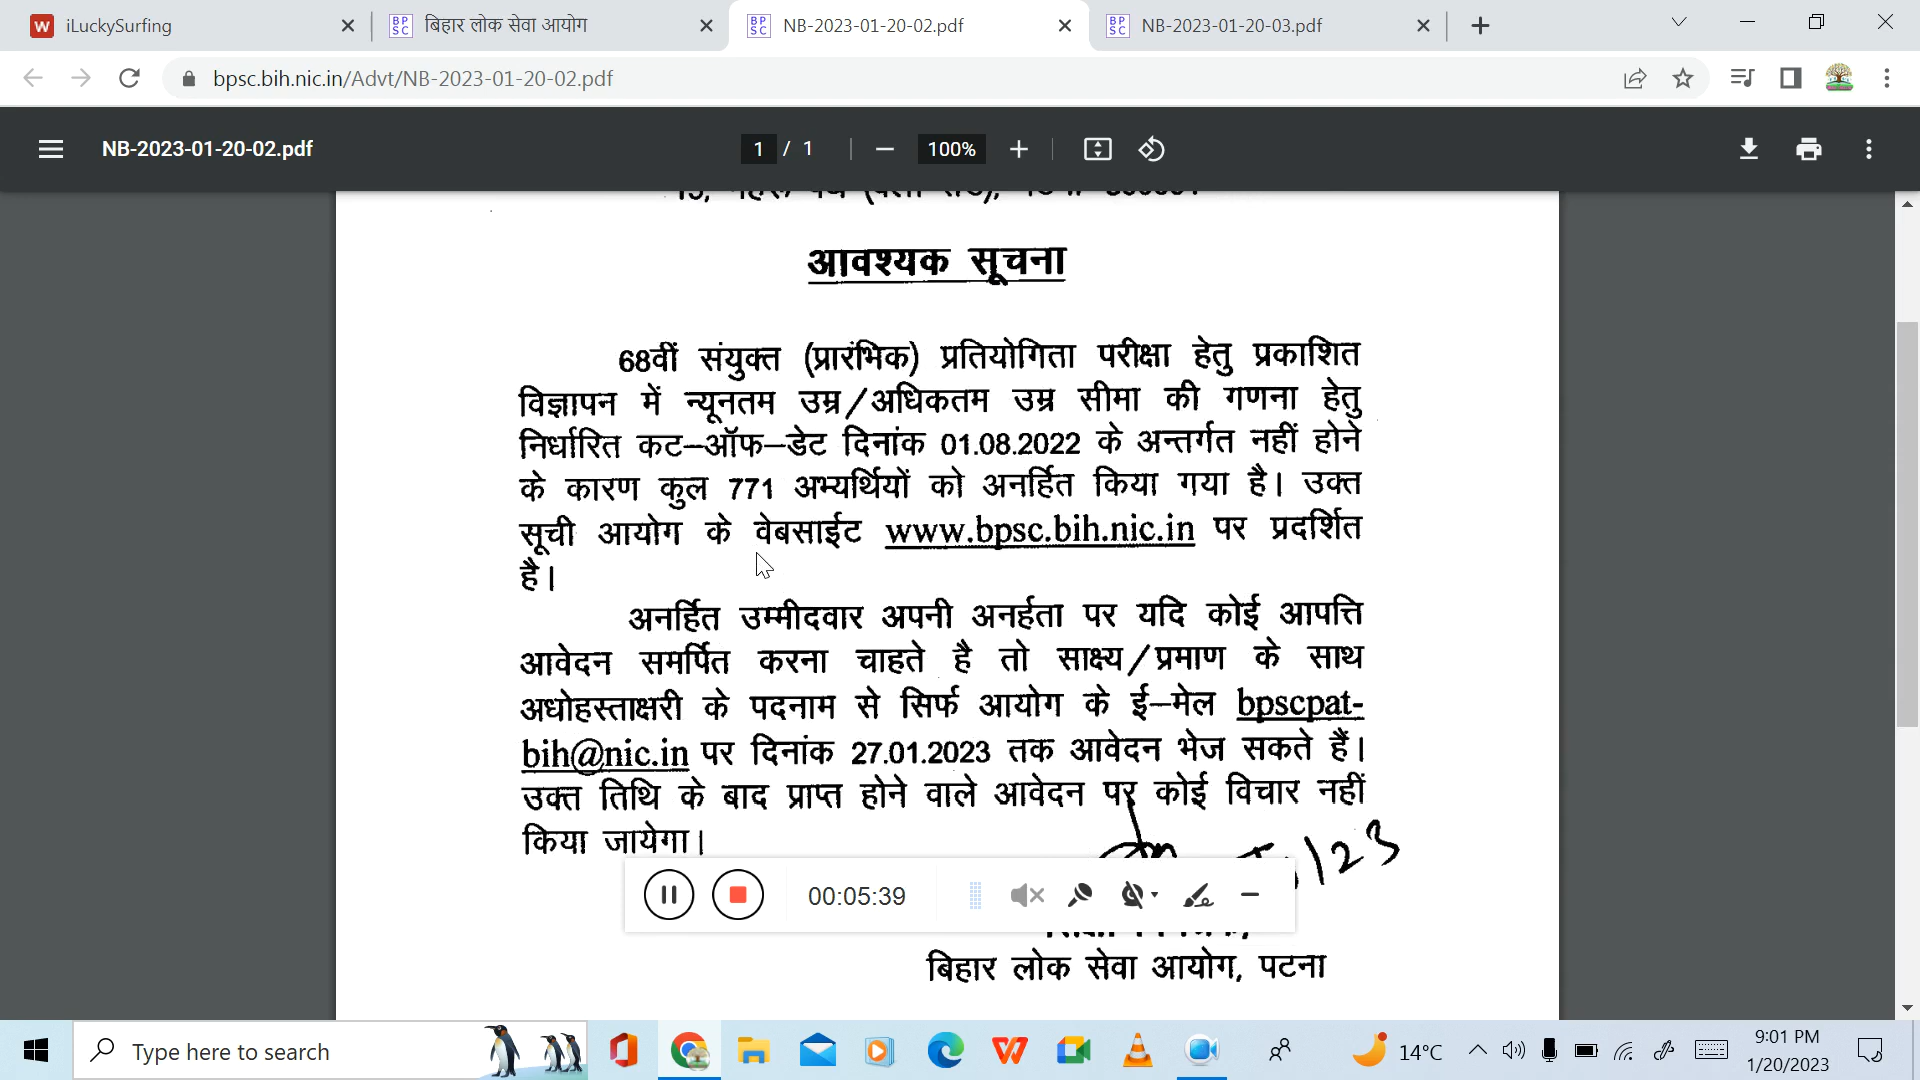 iLuckySurfing
बिहार लोक सेवा आयोग
NB-2023-01-20-02.pdf
NB-2023-01-20-03.pdf
bpsc.bih.nic.in/Advt/NB-2023-01-20-02.pdf
NB-2023-01-20-02.pdf
1 / 1
100%
आवश्यक सूचना
68वीं संयुक्त (प्रारंभिक) प्रतियोगिता परीक्षा हेतु प्रकाशित
विज्ञापन में न्यूनतम उम्र/अधिकतम उम्र सीमा की गणना हेतु
निर्धारित कट–ऑफ–डेट दिनांक 01.08.2022 के अन्तर्गत नहीं होने
के कारण कुल 771 अभ्यर्थियों को अनर्हित किया गया है। उक्त
सूची आयोग के वेबसाईट www.bpsc.bih.nic.in पर प्रदर्शित
है।
अनर्हित उम्मीदवार अपनी अनर्हता पर यदि कोई आपत्ति
आवेदन समर्पित करना चाहते है तो साक्ष्य/प्रमाण के साथ
अधोहस्ताक्षरी के पदनाम से सिर्फ आयोग के ई–मेल bpscpat-
bih@nic.in पर दिनांक 27.01.2023 तक आवेदन भेज सकते हैं।
उक्त तिथि के बाद प्राप्त होने वाले आवेदन पर कोई विचार नहीं
किया जायेगा।
00:05:39
बिहार लोक सेवा आयोग, पटना
Type here to search
14°C
9:01 PM
1/20/2023